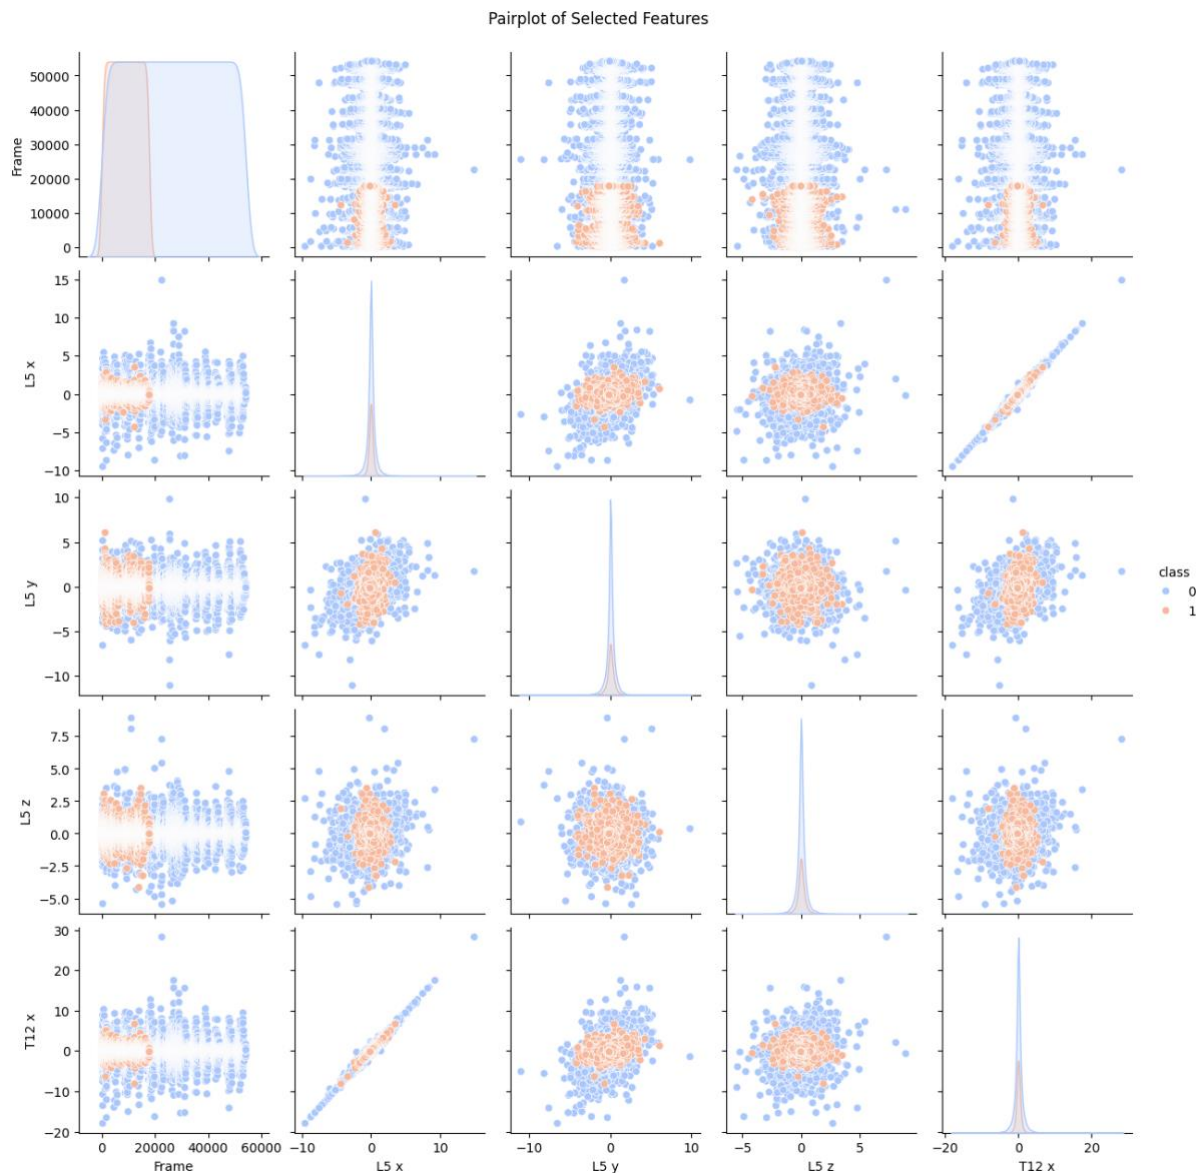 Pairplot of Selected Features
50000
40000
30000
20000
10000
0
Frame
15
10
5
0
−5
−10
L5 x
10
5
0
−5
−10
L5 y
class
0
1
7.5
5.0
2.5
0.0
−2.5
−5.0
L5 z
30
20
10
0
−10
−20
T12 x
0 20000 40000 60000
−10 0 10
−10 0 10
−5 0 5
−20 0 20
Frame L5 x L5 y L5 z T12 x